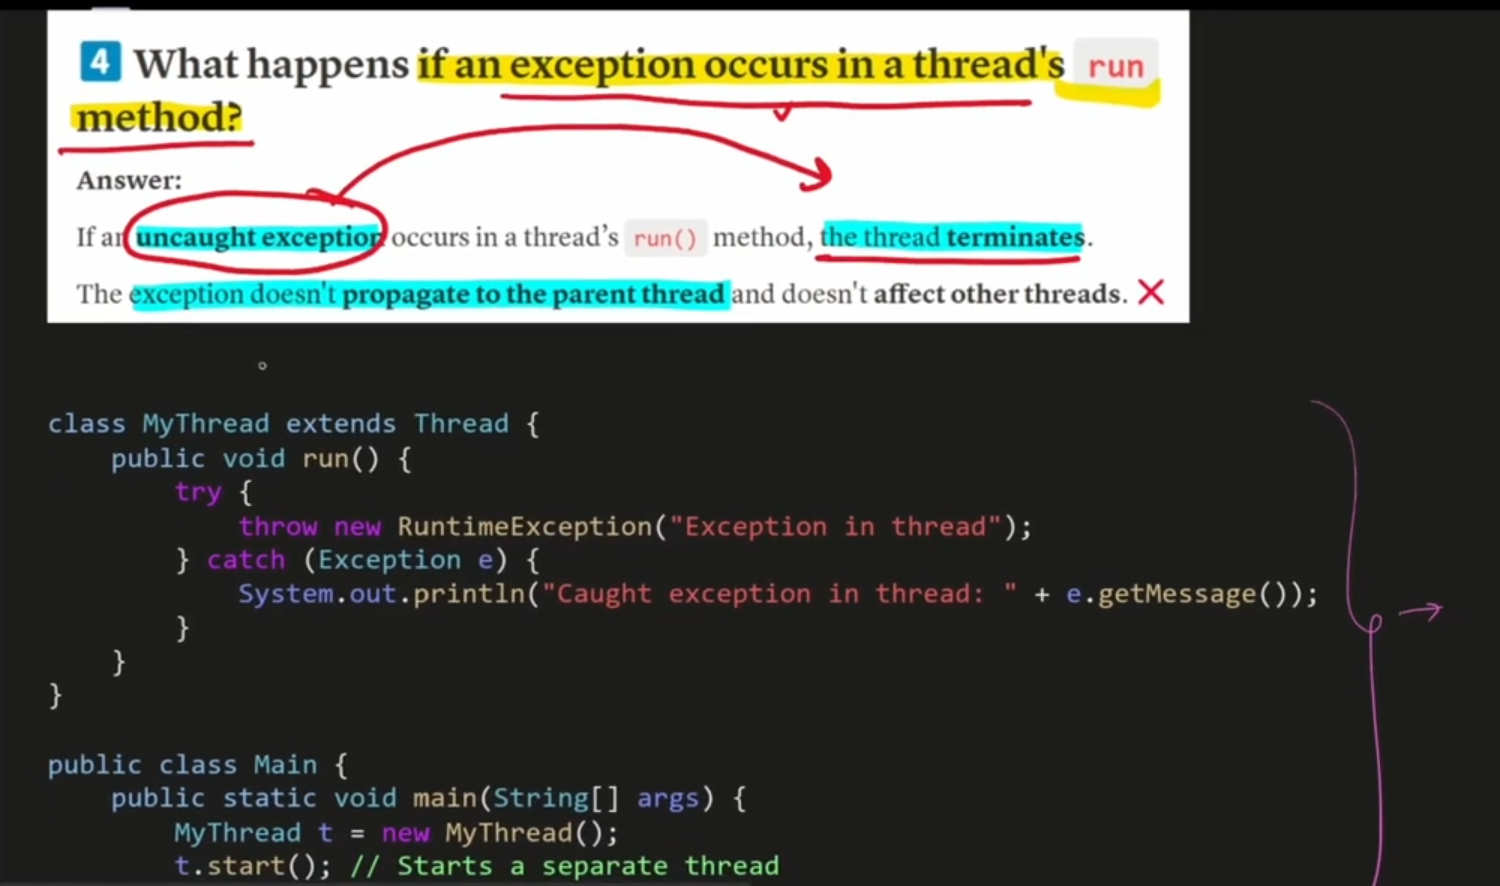 4 What happens if an exception occurs in a thread's run
method?
Answer:
If an uncaught exception occurs in a thread’s run() method, the thread terminates.
The exception doesn't propagate to the parent thread and doesn't affect other threads. ❌
class MyThread extends Thread {
    public void run() {
        try {
            throw new RuntimeException("Exception in thread");
        } catch (Exception e) {
            System.out.println("Caught exception in thread: " + e.getMessage());
        }
    }
}
public class Main {
    public static void main(String[] args) {
        MyThread t = new MyThread();
        t.start(); // Starts a separate thread